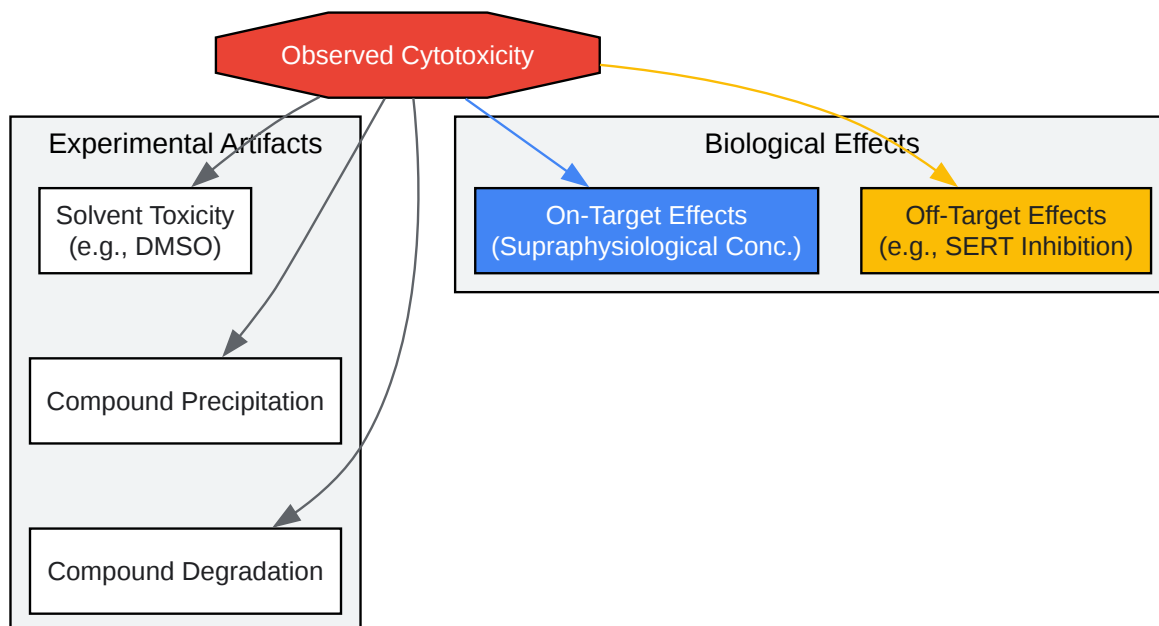 Observed Cytotoxicity
Experimental Artifacts
Solvent Toxicity
(e.g., DMSO)
Compound Precipitation
Compound Degradation
Biological Effects
On-Target Effects
(Supraphysiological Conc.)
Off-Target Effects
(e.g., SERT Inhibition)